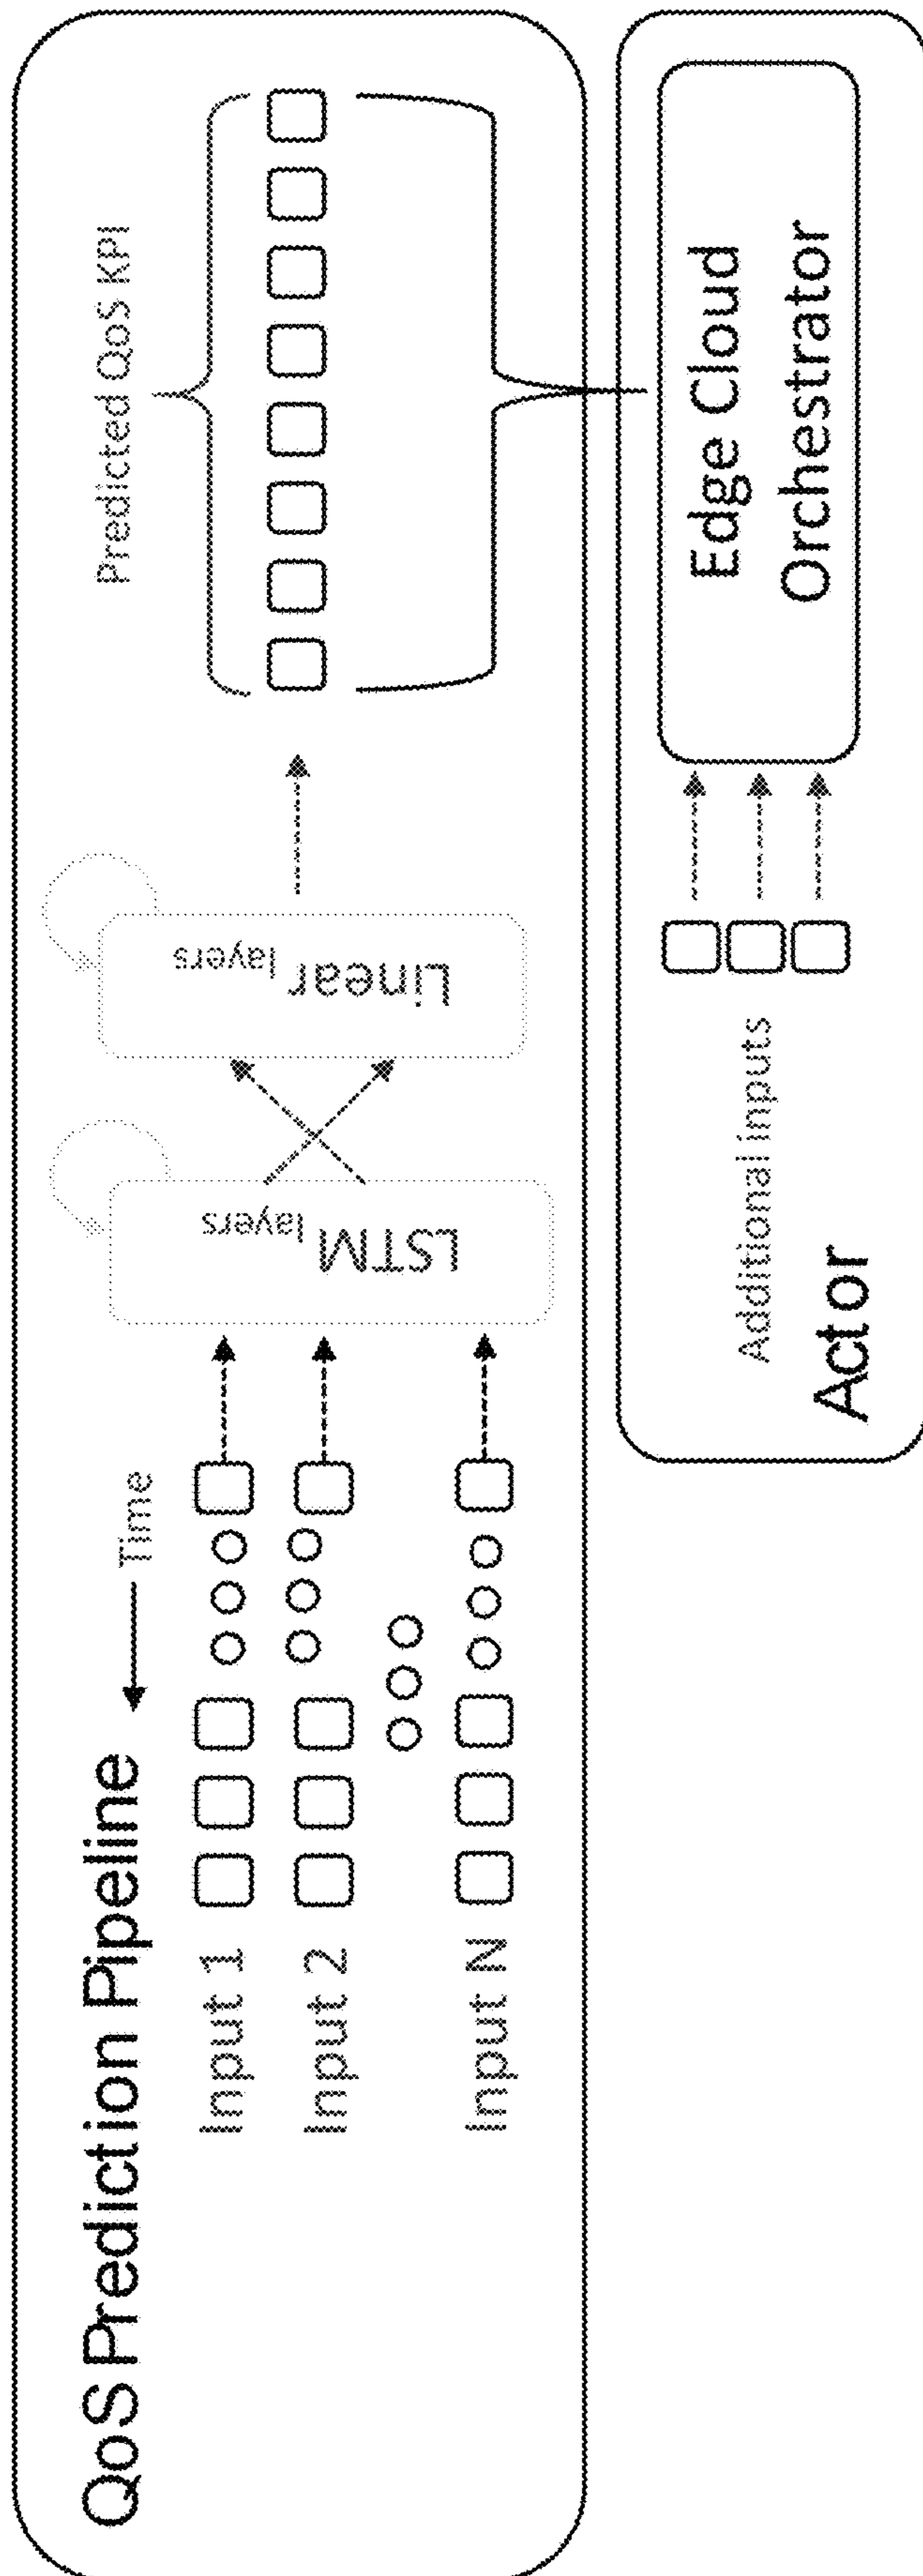 QoS Prediction Pipeline
Time
Input 1
Input 2
Input N
LSTM
layers
Linear
layers
Predicted QoS KPI
Actor
Additional inputs
Edge Cloud
Orchestrator